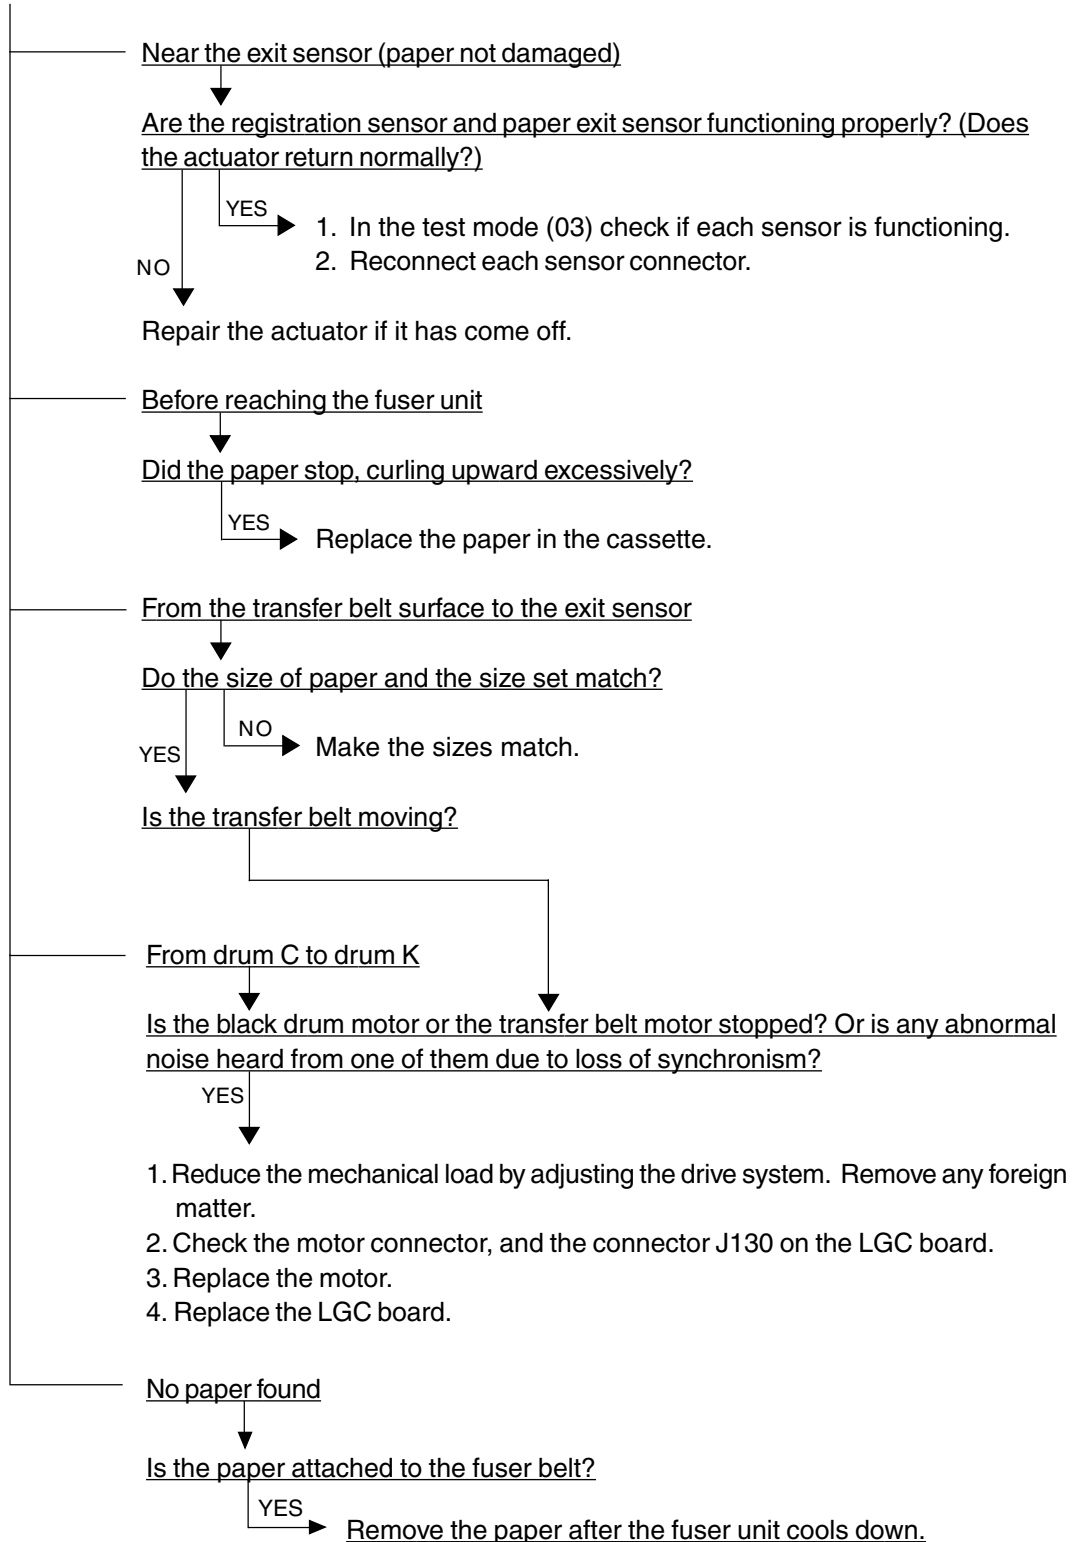 Near the exit sensor (paper not damaged)
Are the registration sensor and paper exit sensor functioning properly? (Does
the actuator return normally?)
YES
1. In the test mode (03) check if each sensor is functioning.
2. Reconnect each sensor connector.
NO
Repair the actuator if it has come off.
Before reaching the fuser unit
Did the paper stop, curling upward excessively?
YES
Replace the paper in the cassette.
From the transfer belt surface to the exit sensor
Do the size of paper and the size set match?
NO
Make the sizes match.
YES
Is the transfer belt moving?
From drum C to drum K
Is the black drum motor or the transfer belt motor stopped? Or is any abnormal
noise heard from one of them due to loss of synchronism?
YES
1. Reduce the mechanical load by adjusting the drive system. Remove any foreign
matter.
2. Check the motor connector, and the connector J130 on the LGC board.
3. Replace the motor.
4. Replace the LGC board.
No paper found
Is the paper attached to the fuser belt?
YES
Remove the paper after the fuser unit cools down.